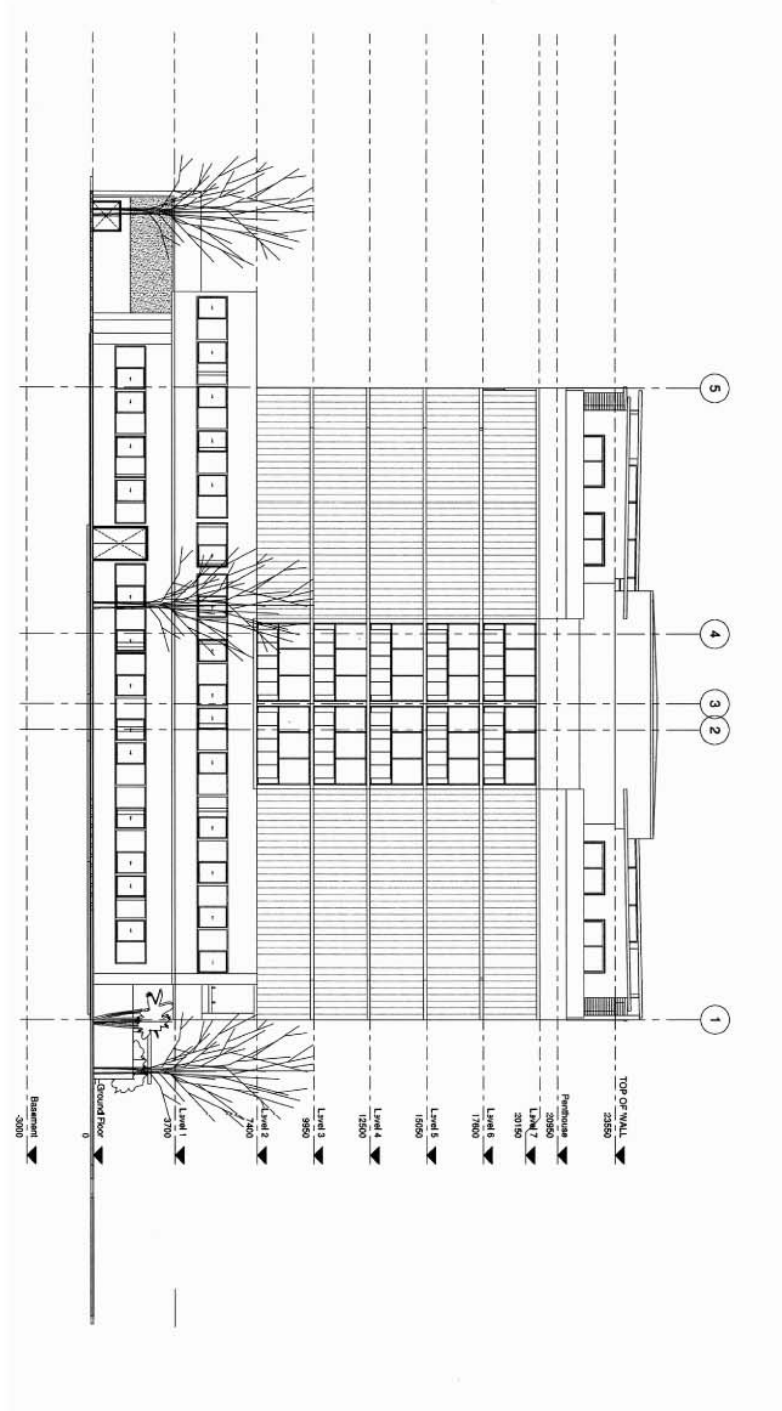 5
4
3
2
1
TOP OF WALL
23550
Penthouse
20950
Level 7
20150
Level 6
17600
Level 5
15050
Level 4
12500
Level 3
9950
Level 2
7400
Level 1
3700
Ground Floor
0
Basement
-3000